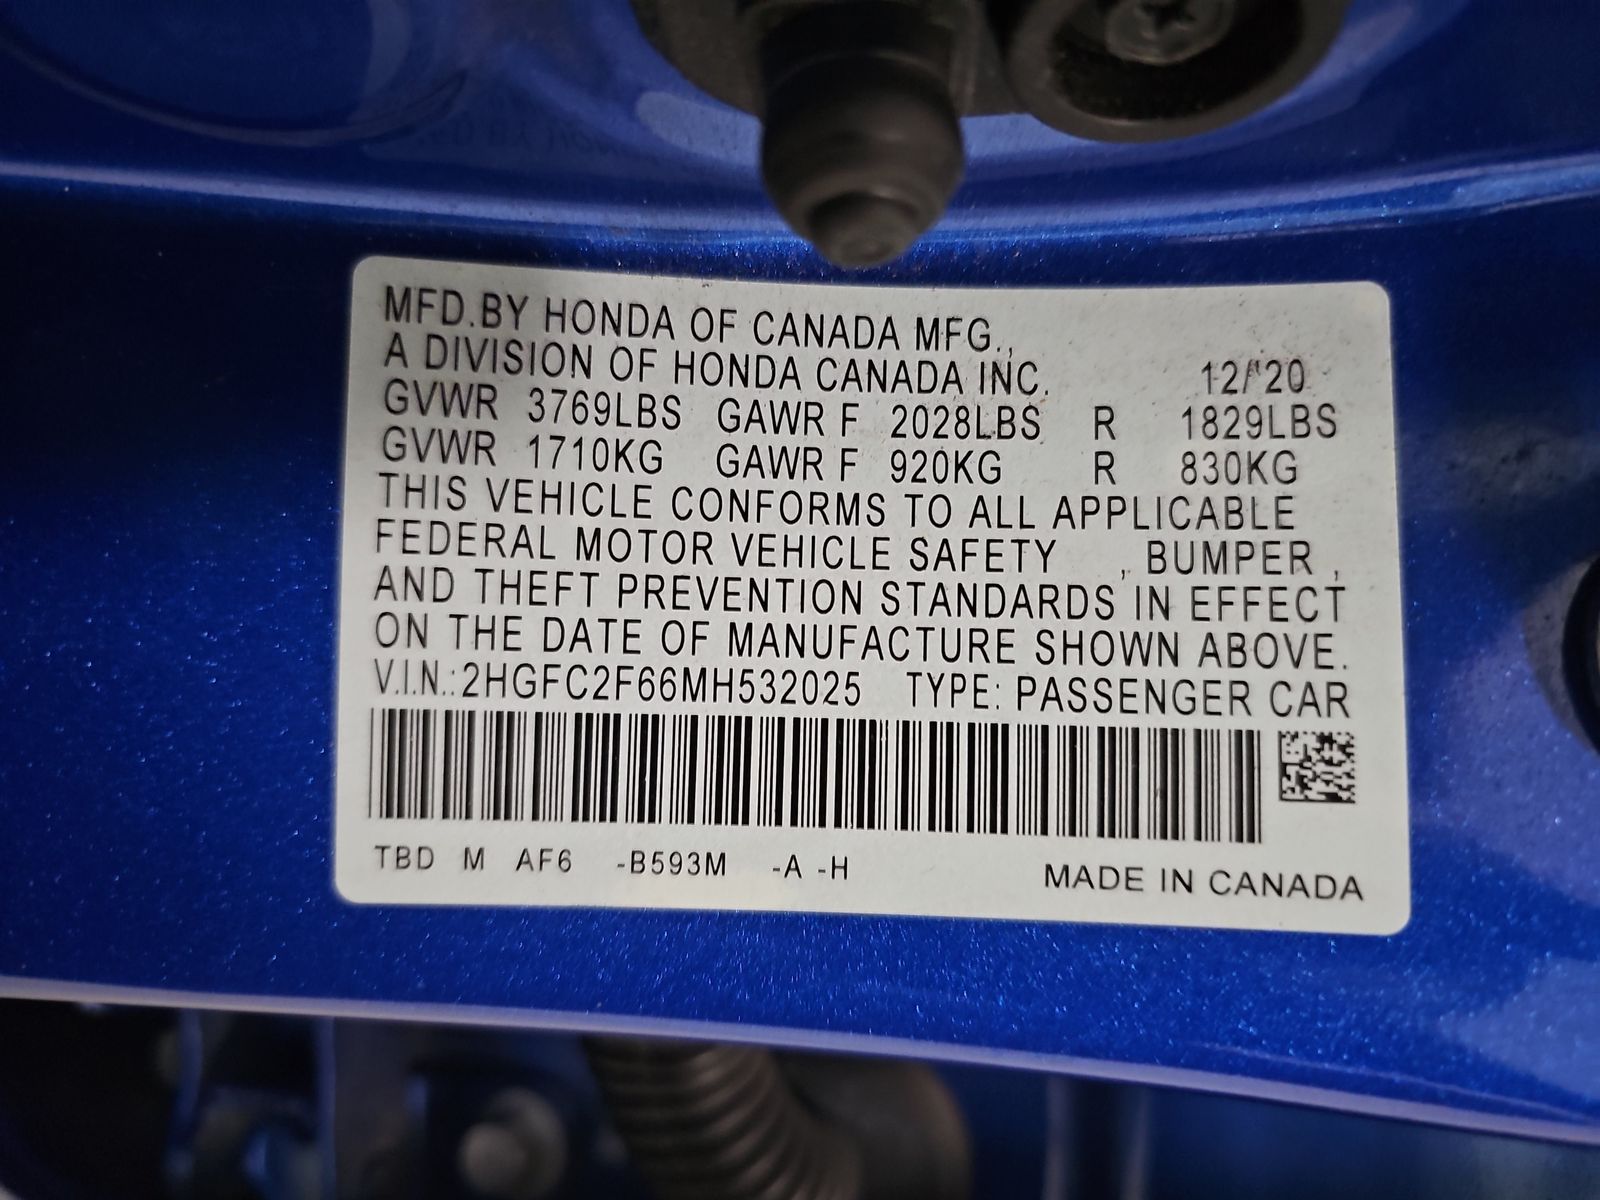 MFD.BY HONDA OF CANADA MFG.,
A DIVISION OF HONDA CANADA INC. 12/'20
GVWR 3769LBS GAWR F 2028LBS R 1829LBS
GVWR 1710KG GAWR F 920KG R 830KG
THIS VEHICLE CONFORMS TO ALL APPLICABLE
FEDERAL MOTOR VEHICLE SAFETY , BUMPER ,
AND THEFT PREVENTION STANDARDS IN EFFECT
ON THE DATE OF MANUFACTURE SHOWN ABOVE.
V.I.N.:2HGFC2F66MH532025 TYPE: PASSENGER CAR
TBD M AF6 -B593M -A -H MADE IN CANADA